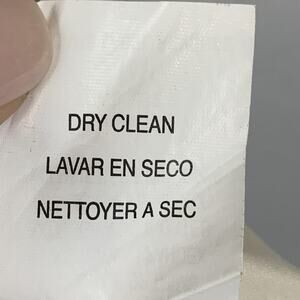 DRY CLEAN
LAVAR EN SECO
NETTOYER A SEC